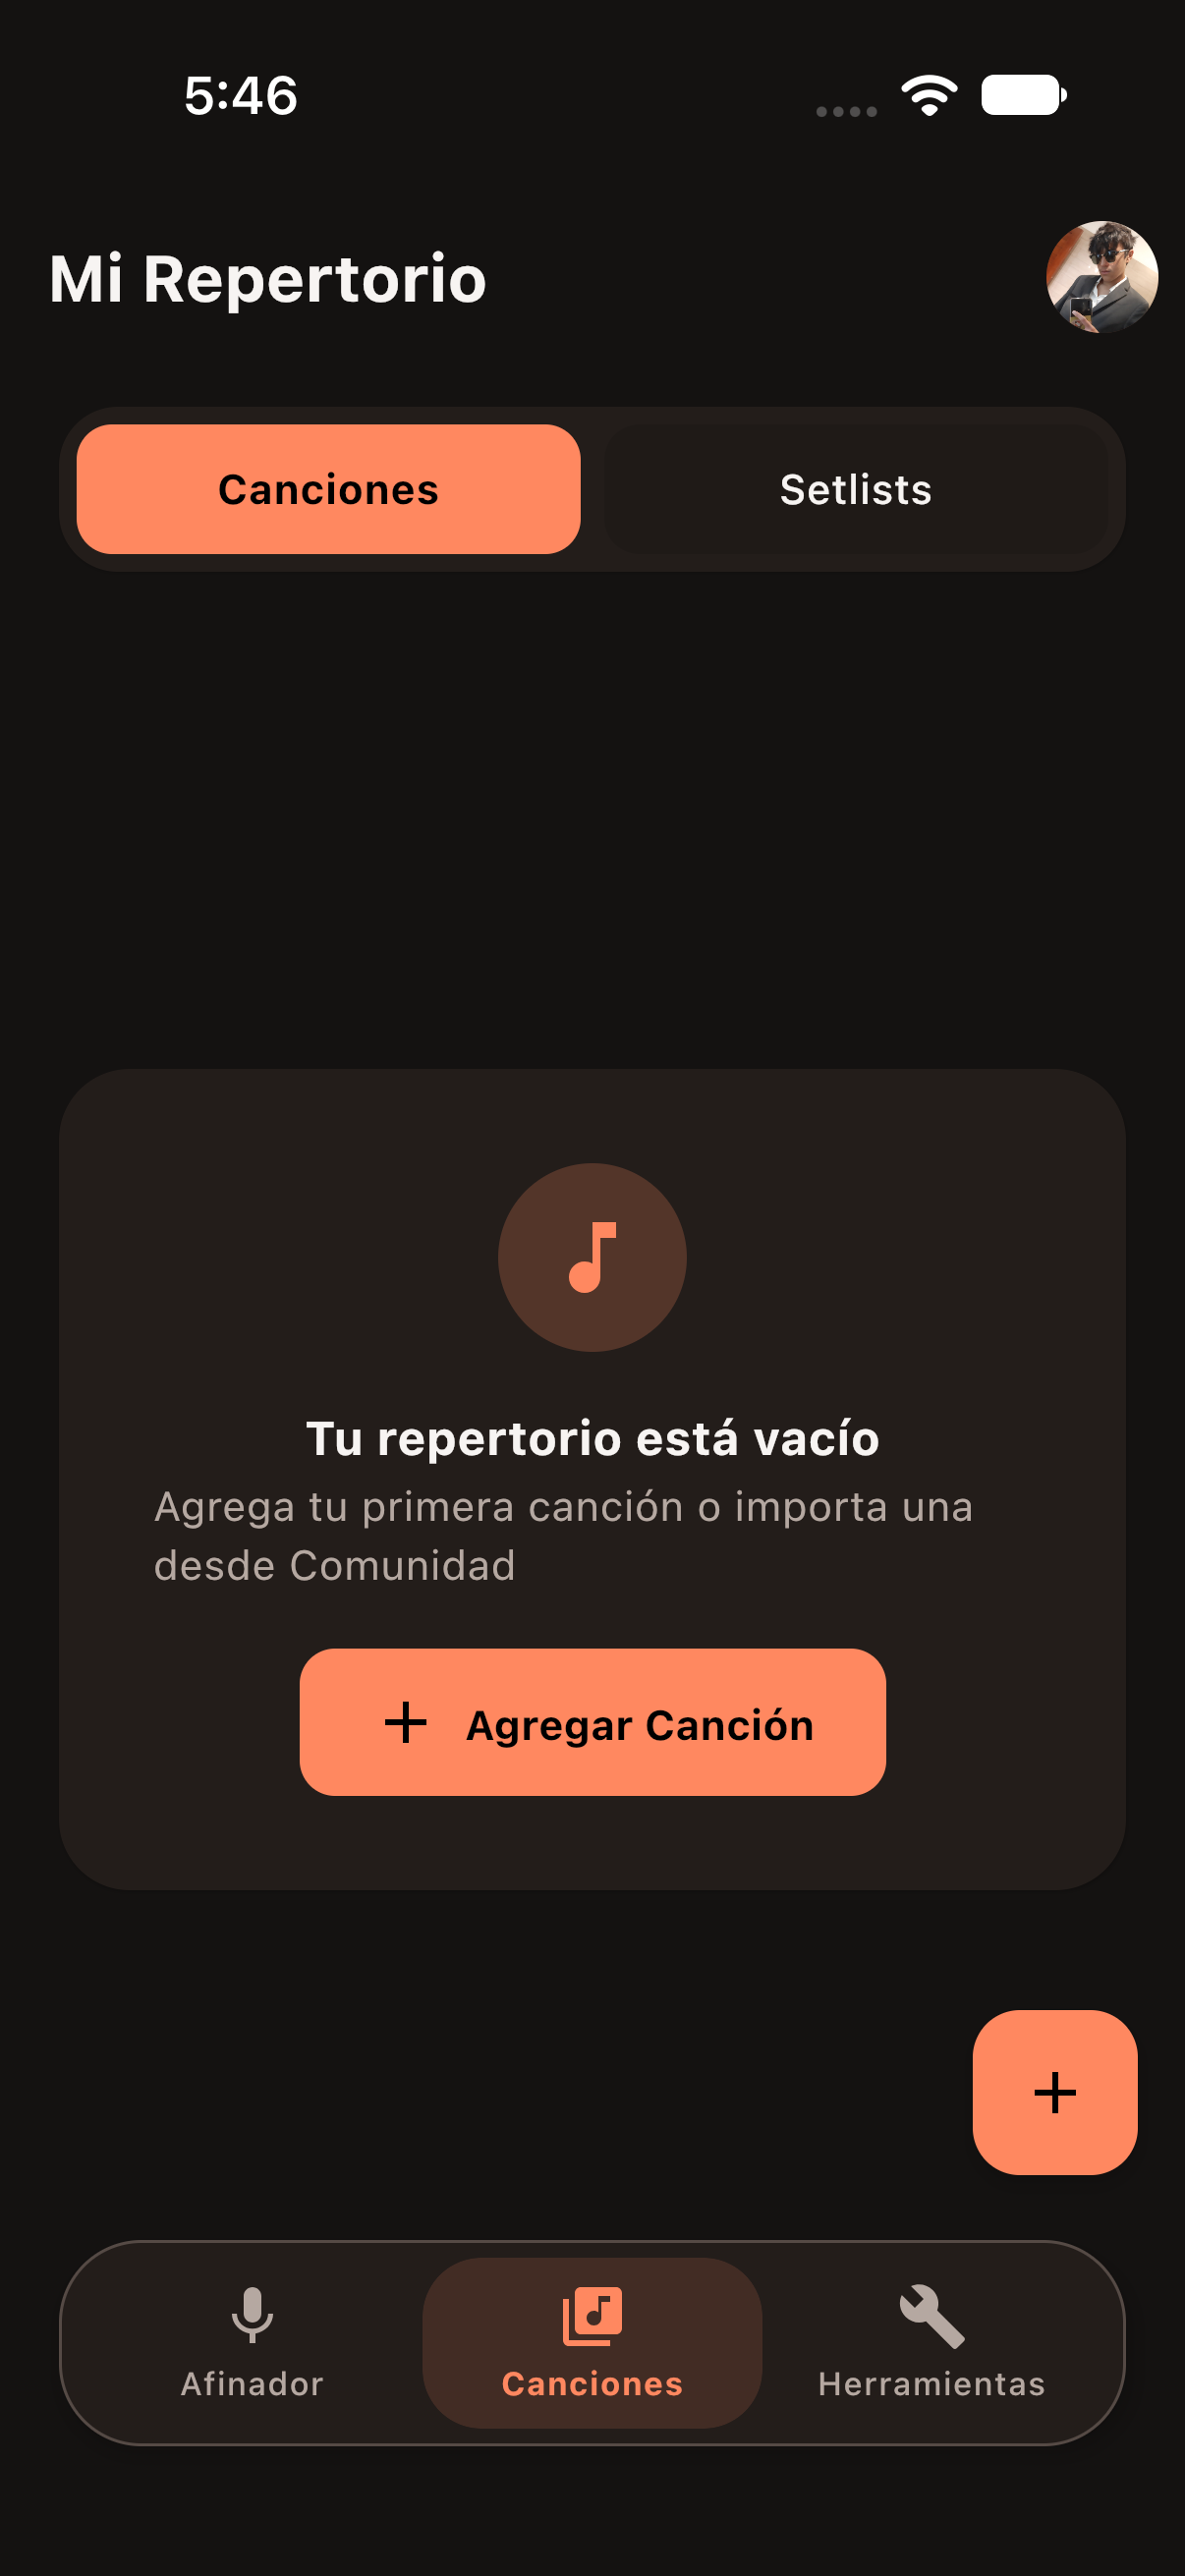 5:46
Mi Repertorio
Canciones
Setlists
Tu repertorio está vacío
Agrega tu primera canción o importa una
desde Comunidad
Agregar Canción
Afinador
Canciones
Herramientas